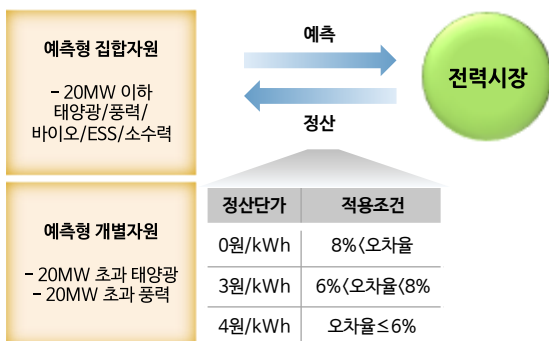 예측형 집합자원
– 20MW 이하
태양광/풍력/
바이오/ESS/소수력
예측
정산
전력시장
예측형 개별자원
– 20MW 초과 태양광
– 20MW 초과 풍력
정산단가 적용조건
0원/kWh 8%<오차율
3원/kWh 6%<오차율<8%
4원/kWh 오차율≤6%